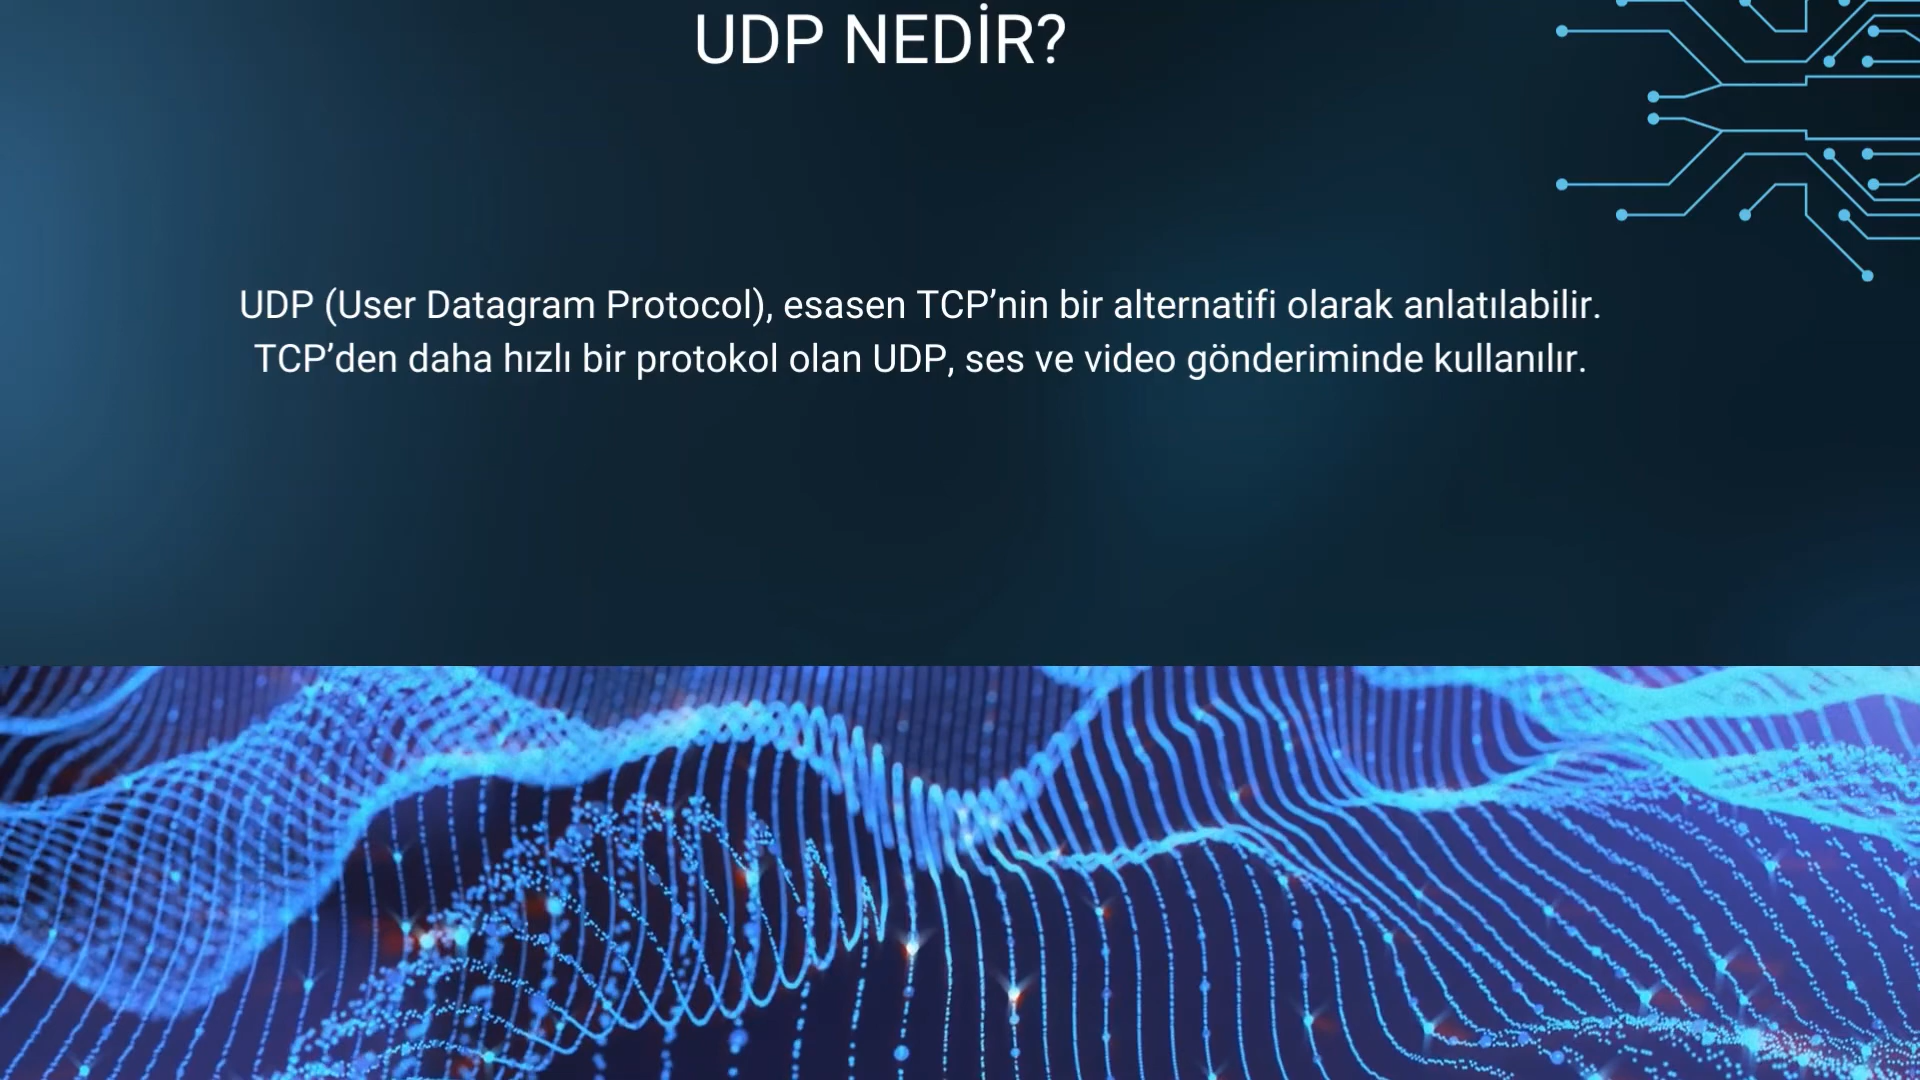 UDP NEDİR?
UDP (User Datagram Protocol), esasen TCP’nin bir alternatifi olarak anlatılabilir.
TCP’den daha hızlı bir protokol olan UDP, ses ve video gönderiminde kullanılır.